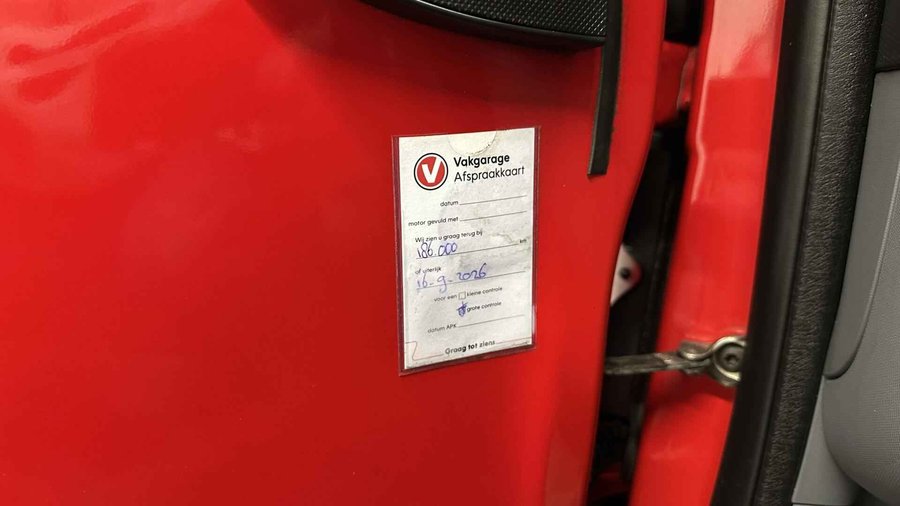 V
Vakgarage
Afspraakkaart
datum
motor gevuld met
Wij zien u graag terug bij
186.000 km
of uiterlijk
16-9-2026
voor een kleine controle
grote controle
datum APK
Graag tot ziens